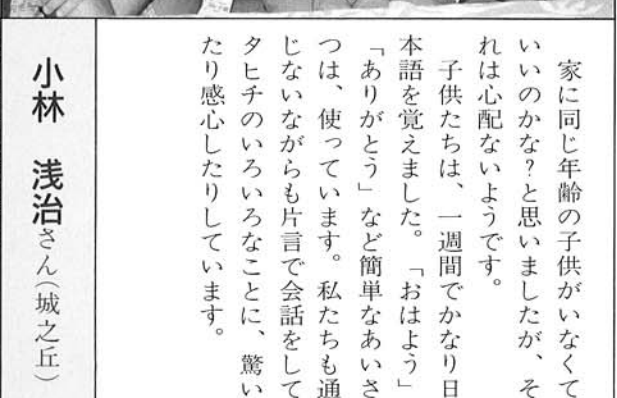 家に同じ年齢の子供がいなくて
いいのかな?と思いましたが、そ
れは心配ないようです。
子供たちは、一週間でかなり日
本語を覚えました。「おはよう」
「ありがとう」など簡単なあいさ
つは、使っています。私たちも通
じないながらも片言で会話をして
タヒチのいろいろなことに、驚い
たり感心したりしています。
小林 浅治さん(城之丘)